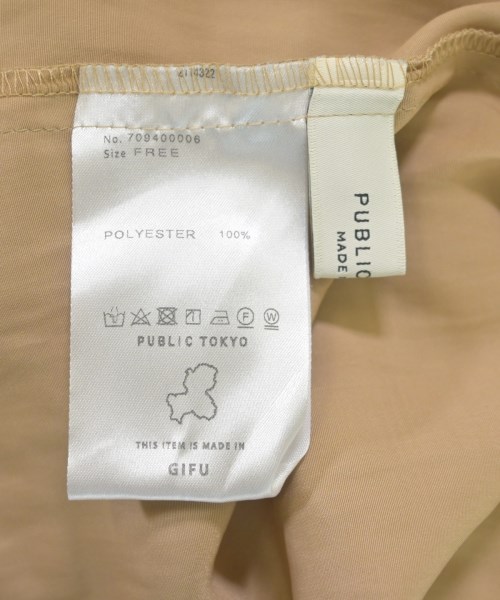 No. 709400006
Size FREE
POLYESTER 100%
F W
PUBLIC TOKYO
THIS ITEM IS MADE IN
GIFU
PUBLIC
MADE